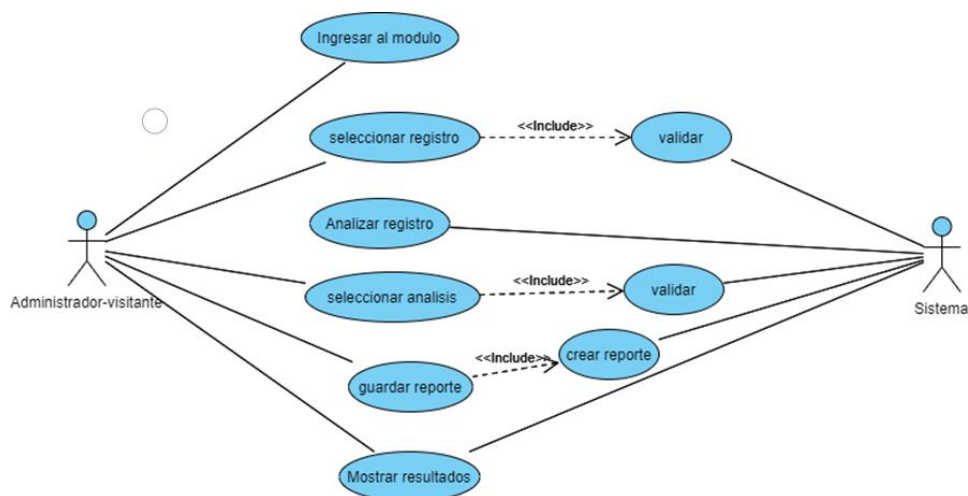 Ingresar al modulo
seleccionar registro
<<Include>>
validar
Analizar registro
Administrador-visitante
Sistema
seleccionar analisis
<<Include>>
validar
guardar reporte
<<Include>>
crear reporte
Mostrar resultados